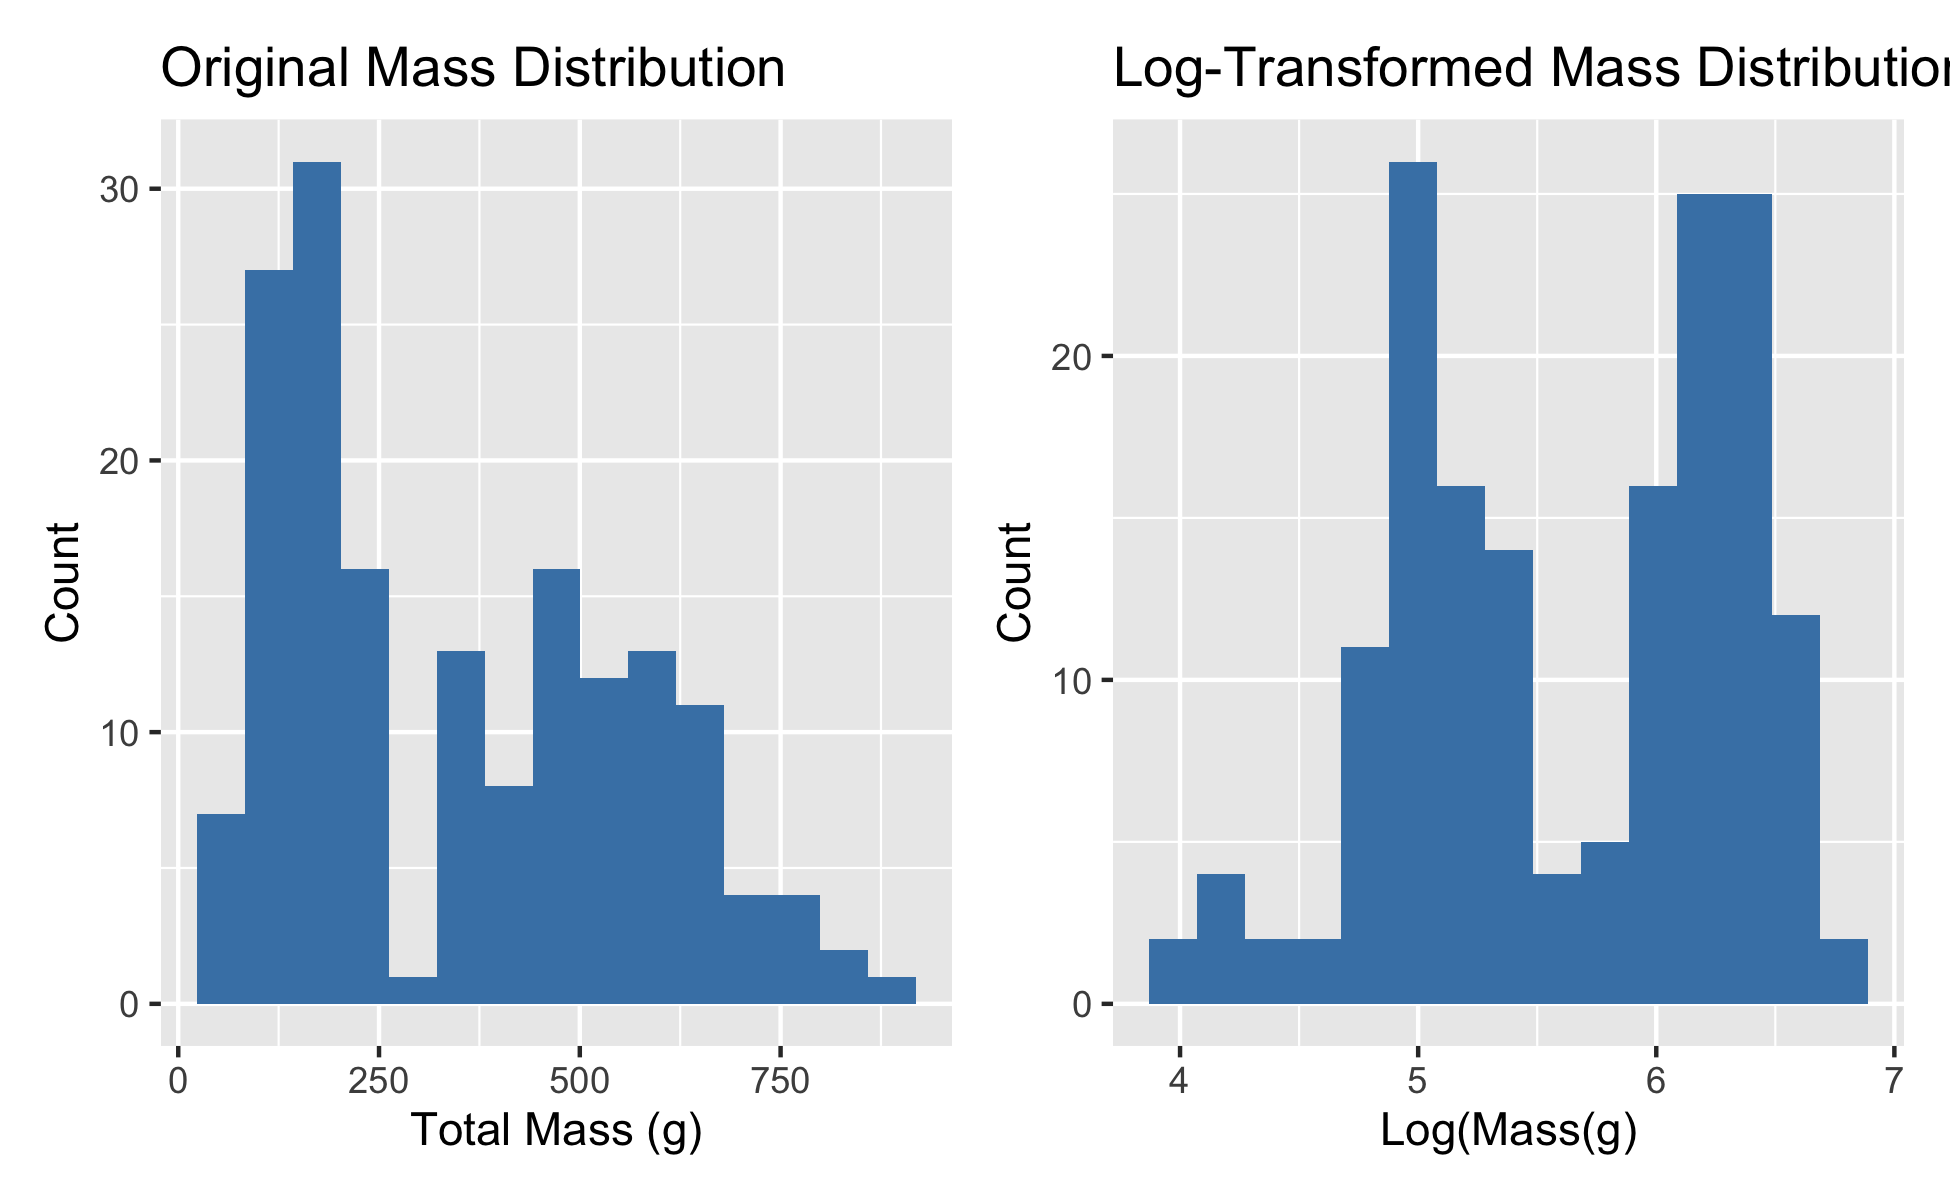 Original Mass Distribution
30
20
10
0
Count
0 250 500 750
Total Mass (g)
Log-Transformed Mass Distribution
20
10
0
Count
4 5 6 7
Log(Mass(g)